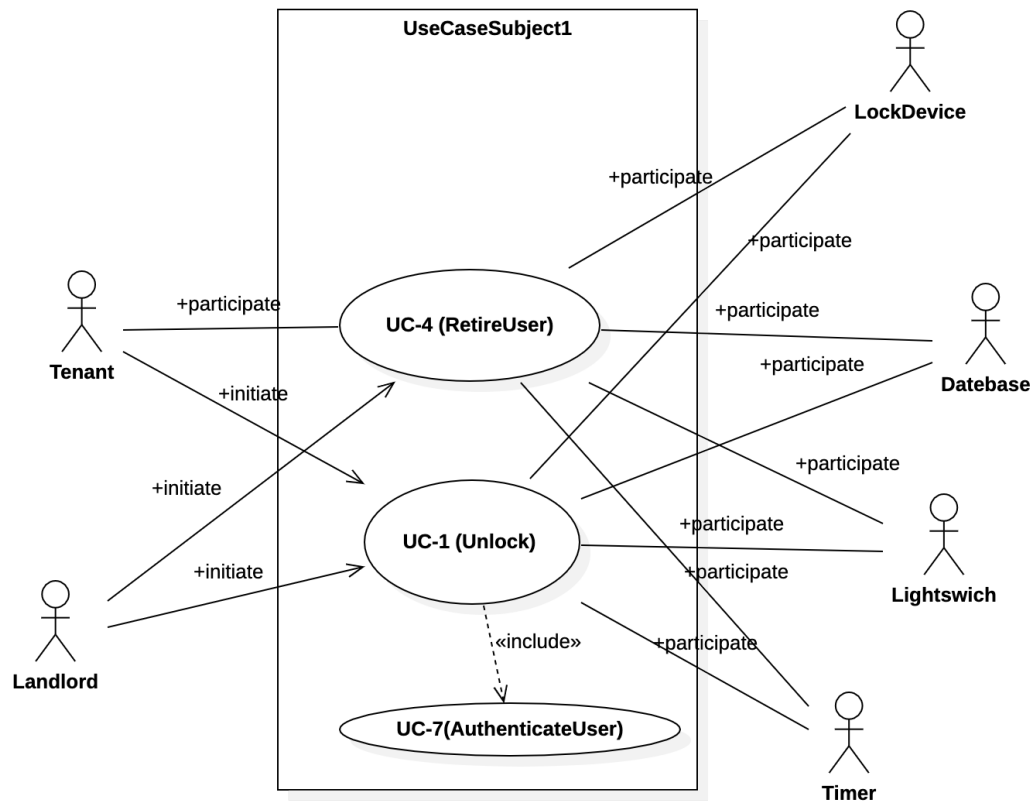 UseCaseSubject1
LockDevice
+participate
+participate
+participate
+participate
UC-4 (RetireUser)
+participate
Tenant
Datebase
+initiate
+participate
+initiate
+participate
UC-1 (Unlock)
+initiate
+participate
Lightswich
«include»
+participate
Landlord
UC-7(AuthenticateUser)
Timer